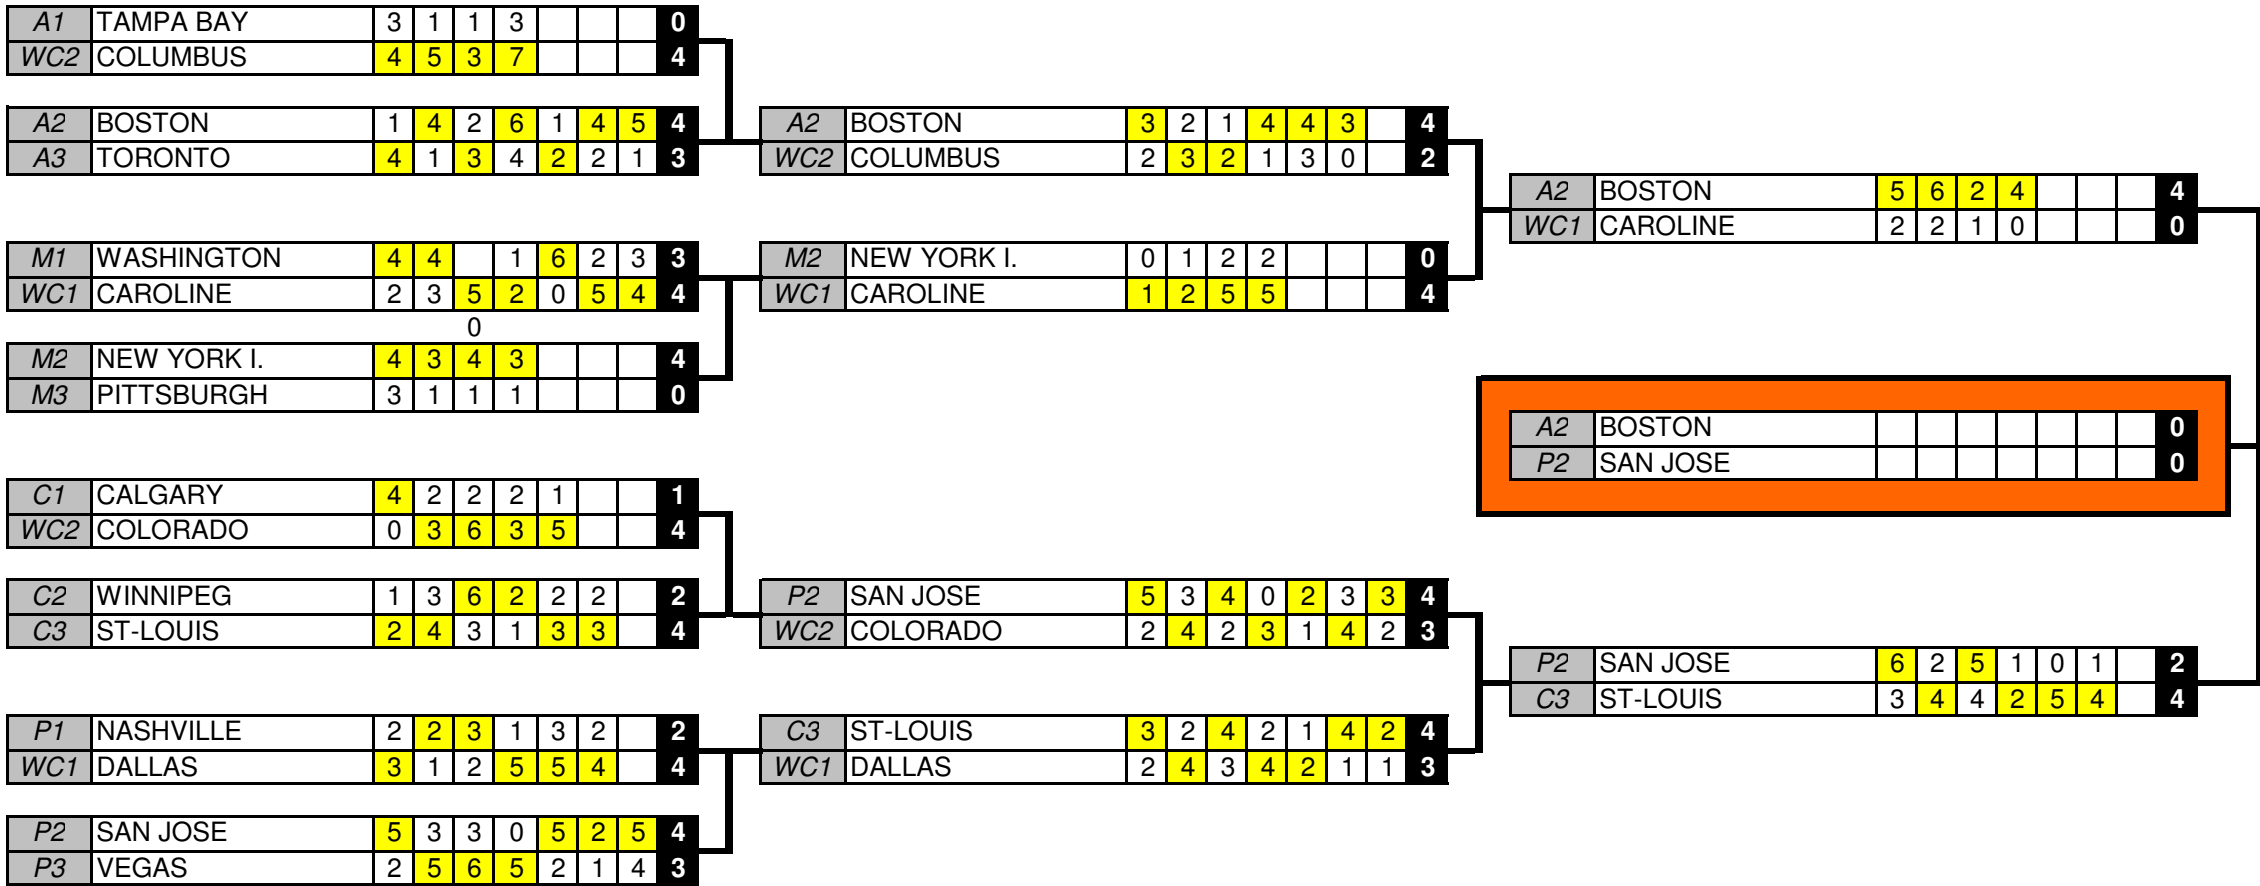 A1 TAMPA BAY 3 1 1 3 0
WC2 COLUMBUS 4 5 3 7 4
A2 BOSTON 1 4 2 6 1 4 5 4
A3 TORONTO 4 1 3 4 2 2 1 3
M1 WASHINGTON 4 4 1 6 2 3 3
WC1 CAROLINE 2 3 5 2 0 5 4 4
0
M2 NEW YORK I. 4 3 4 3 4
M3 PITTSBURGH 3 1 1 1 0
C1 CALGARY 4 2 2 2 1 1
WC2 COLORADO 0 3 6 3 5 4
C2 WINNIPEG 1 3 6 2 2 2 2
C3 ST-LOUIS 2 4 3 1 3 3 4
P1 NASHVILLE 2 2 3 1 3 2 2
WC1 DALLAS 3 1 2 5 5 4 4
P2 SAN JOSE 5 3 3 0 5 2 5 4
P3 VEGAS 2 5 6 5 2 1 4 3
A2 BOSTON 3 2 1 4 4 3 4
WC2 COLUMBUS 2 3 2 1 3 0 2
M2 NEW YORK I. 0 1 2 2 0
WC1 CAROLINE 1 2 5 5 4
P2 SAN JOSE 5 3 4 0 2 3 3 4
WC2 COLORADO 2 4 2 3 1 4 2 3
C3 ST-LOUIS 3 2 4 2 1 4 2 4
WC1 DALLAS 2 4 3 4 2 1 1 3
A2 BOSTON 5 6 2 4 4
WC1 CAROLINE 2 2 1 0 0
A2 BOSTON 0
P2 SAN JOSE 0
P2 SAN JOSE 6 2 5 1 0 1 2
C3 ST-LOUIS 3 4 4 2 5 4 4